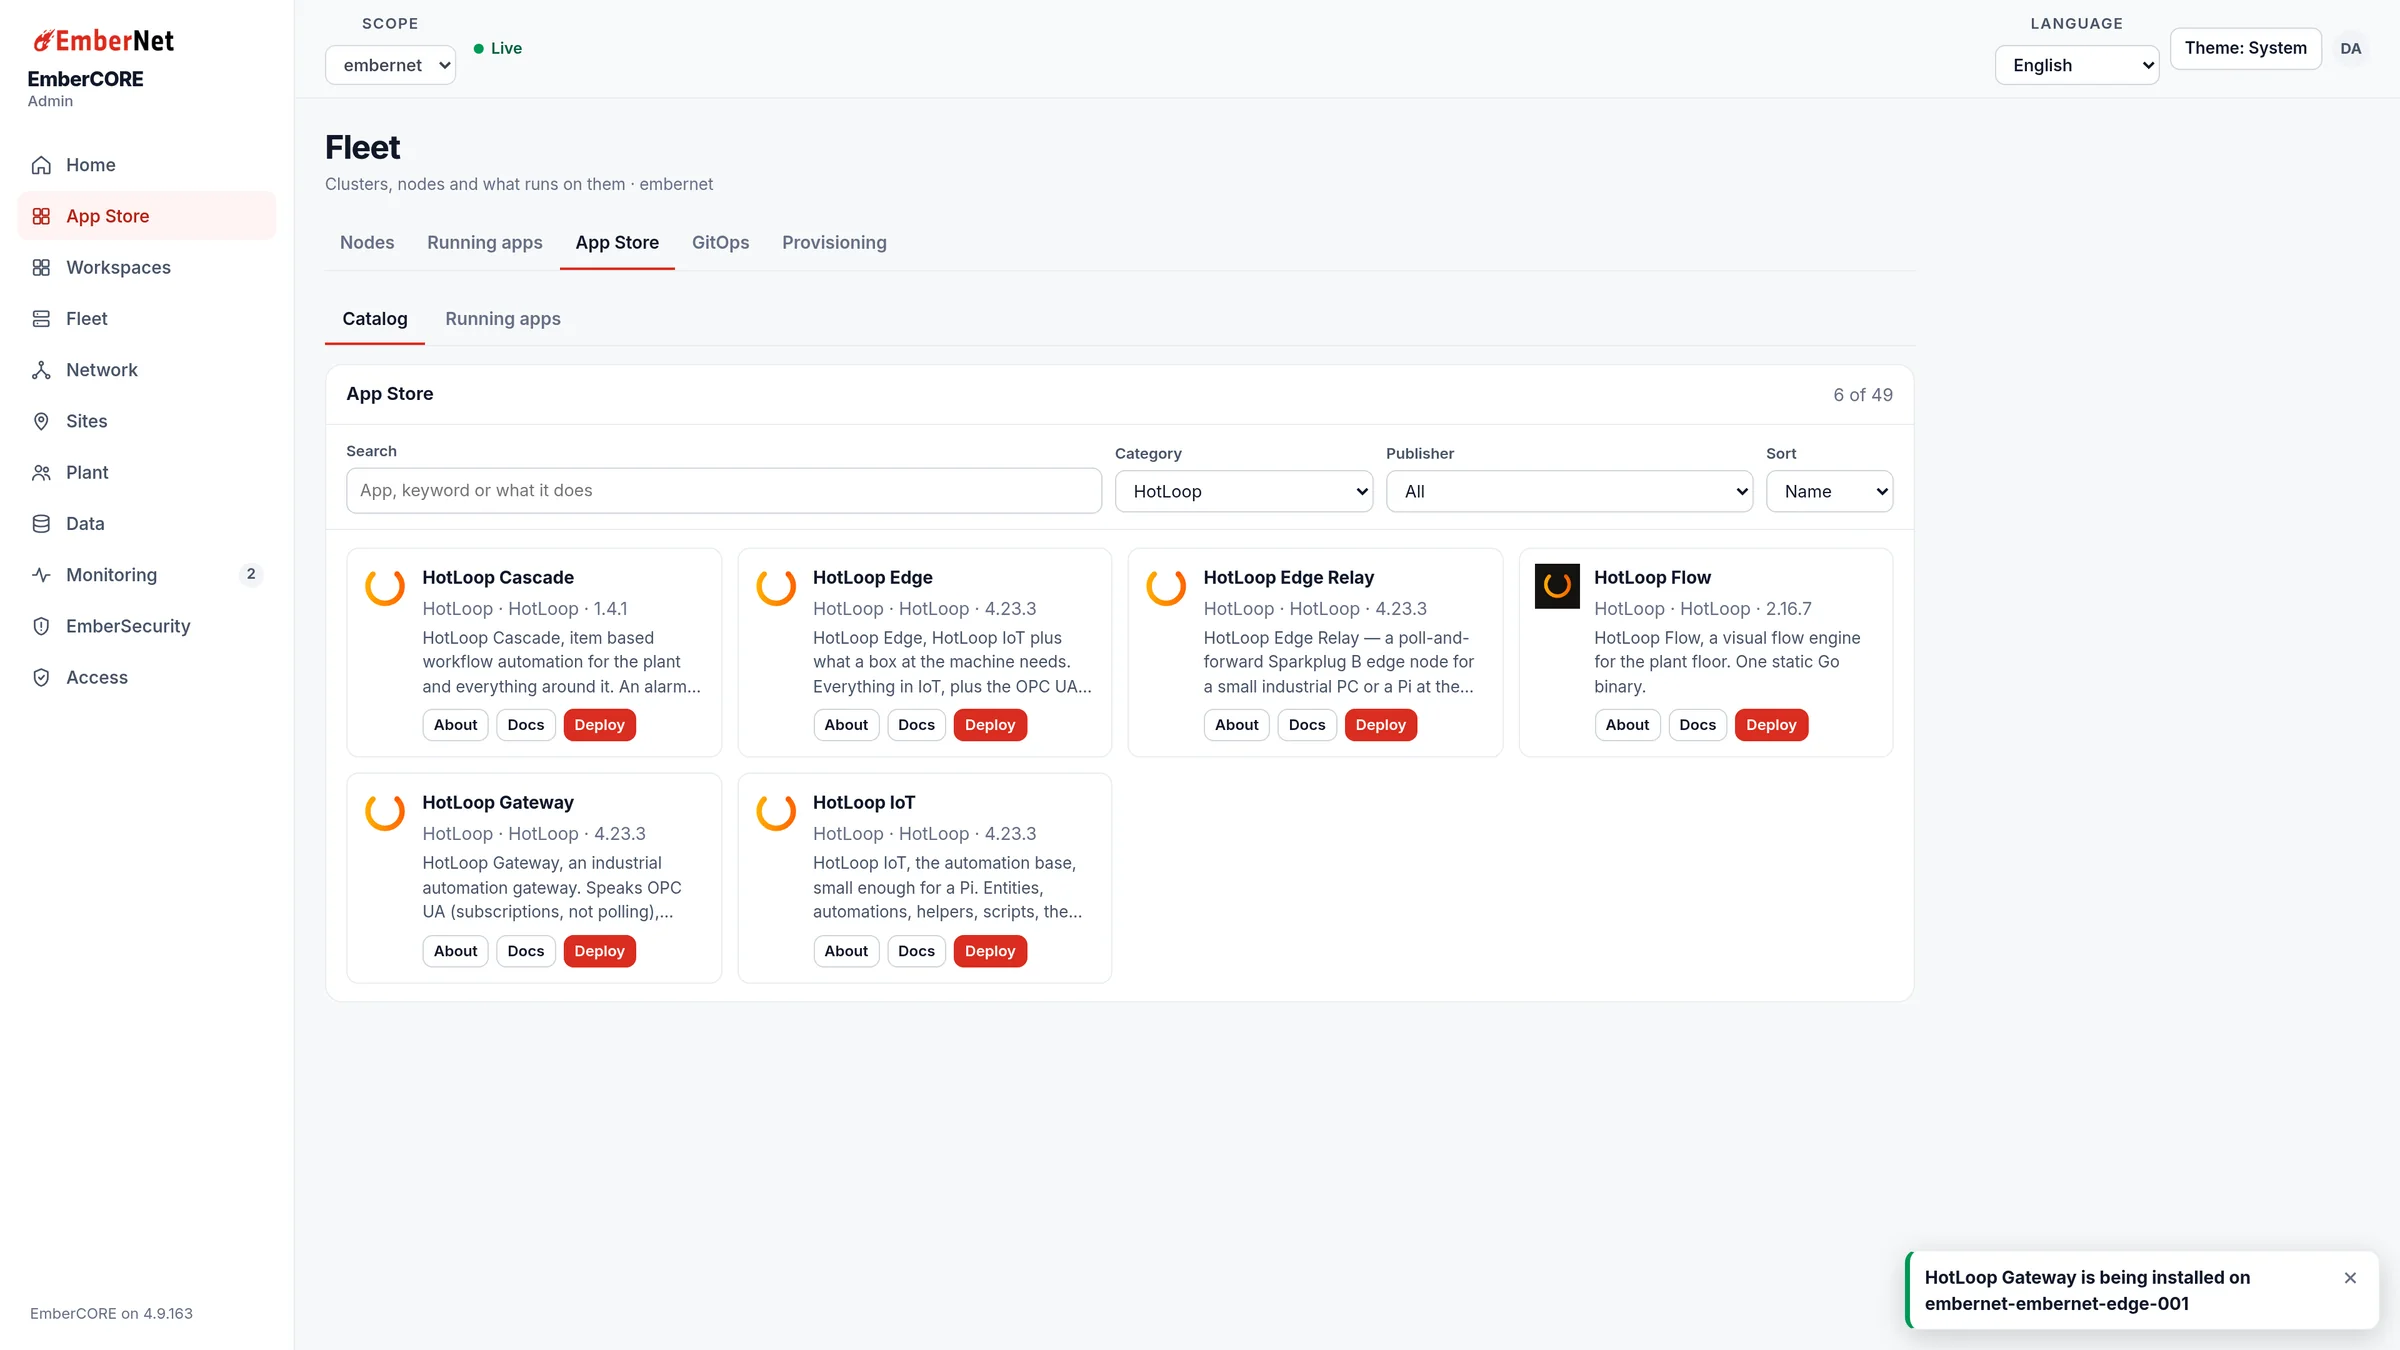 EmberNet
EmberCORE
Admin
Home
App Store
Workspaces
Fleet
Network
Sites
Plant
Data
Monitoring 2
EmberSecurity
Access
EmberCORE on 4.9.163
SCOPE
embernet
Live
LANGUAGE
English
Theme: System
DA
Fleet
Clusters, nodes and what runs on them · embernet
Nodes Running apps App Store GitOps Provisioning
Catalog Running apps
App Store 6 of 49
Search
App, keyword or what it does
Category
HotLoop
Publisher
All
Sort
Name
HotLoop Cascade
HotLoop · HotLoop · 1.4.1
HotLoop Cascade, item based
workflow automation for the plant
and everything around it. An alarm...
About Docs Deploy
HotLoop Edge
HotLoop · HotLoop · 4.23.3
HotLoop Edge, HotLoop IoT plus
what a box at the machine needs.
Everything in IoT, plus the OPC UA...
About Docs Deploy
HotLoop Edge Relay
HotLoop · HotLoop · 4.23.3
HotLoop Edge Relay — a poll-and-
forward Sparkplug B edge node for
a small industrial PC or a Pi at the...
About Docs Deploy
HotLoop Flow
HotLoop · HotLoop · 2.16.7
HotLoop Flow, a visual flow engine
for the plant floor. One static Go
binary.
About Docs Deploy
HotLoop Gateway
HotLoop · HotLoop · 4.23.3
HotLoop Gateway, an industrial
automation gateway. Speaks OPC
UA (subscriptions, not polling),...
About Docs Deploy
HotLoop IoT
HotLoop · HotLoop · 4.23.3
HotLoop IoT, the automation base,
small enough for a Pi. Entities,
automations, helpers, scripts, the...
About Docs Deploy
HotLoop Gateway is being installed on
embernet-embernet-edge-001